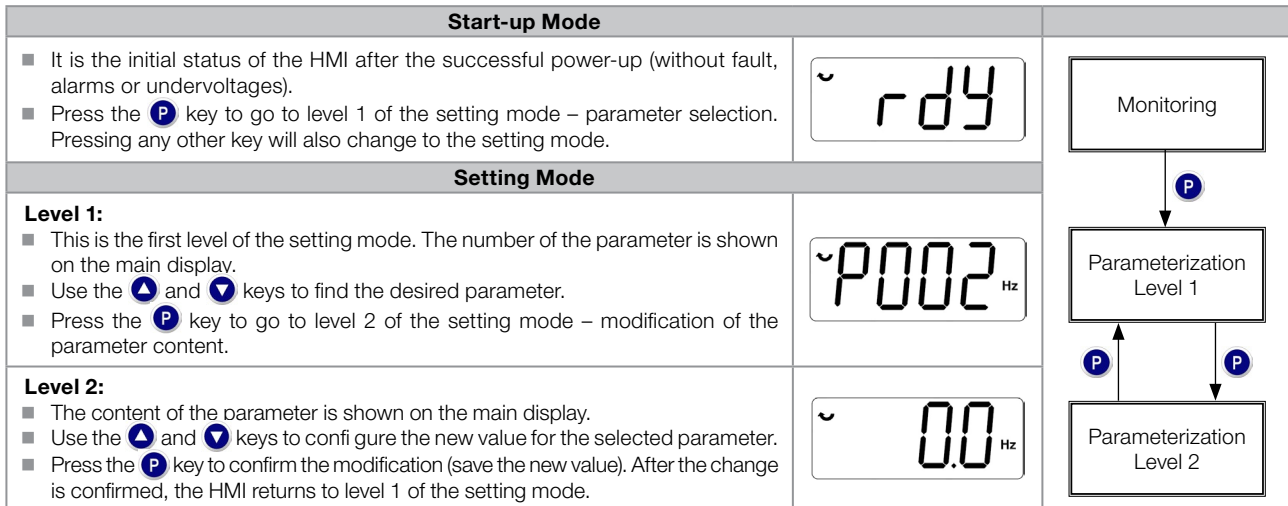 Start-up Mode
■ It is the initial status of the HMI after the successful power-up (without fault,
alarms or undervoltages).
■ Press the P key to go to level 1 of the setting mode – parameter selection.
Pressing any other key will also change to the setting mode.
rdy
Setting Mode
Level 1:
■ This is the first level of the setting mode. The number of the parameter is shown
on the main display.
■ Use the and keys to find the desired parameter.
■ Press the P key to go to level 2 of the setting mode – modification of the
parameter content.
P002 Hz
Level 2:
■ The content of the parameter is shown on the main display.
■ Use the and keys to confi gure the new value for the selected parameter.
■ Press the P key to confirm the modification (save the new value). After the change
is confirmed, the HMI returns to level 1 of the setting mode.
0.0 Hz
Monitoring
P
Parameterization
Level 1
P
P
Parameterization
Level 2